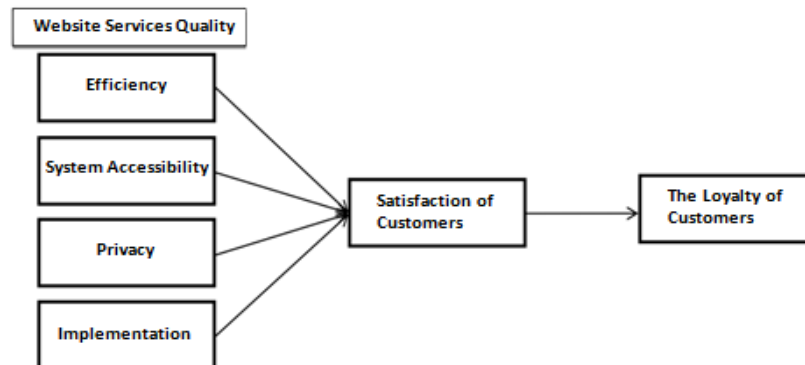 Website Services Quality
Efficiency
System Accessibility
Privacy
Implementation
Satisfaction of
Customers
The Loyalty of
Customers